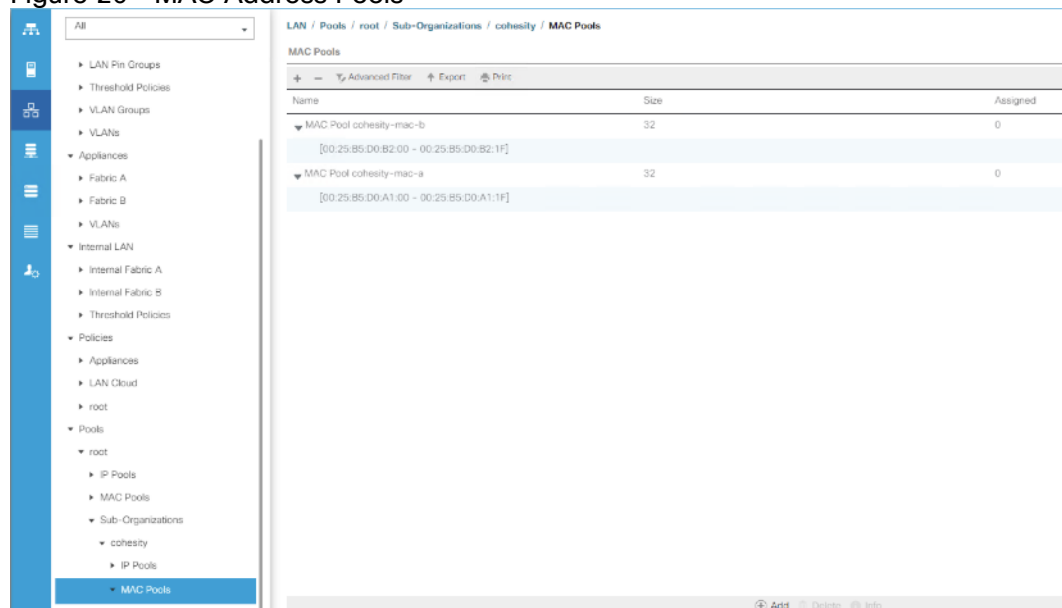 Figure MAC Address Pools
All
LAN Pin Groups
Threshold Policies
VLAN Groups
VLANs
Appliances
Fabric A
Fabric B
VLANs
Internal LAN
Internal Fabric A
Internal Fabric B
Threshold Policies
Policies
Appliances
LAN Cloud
root
Pools
root
IP Pools
MAC Pools
Sub-Organizations
cohesity
IP Pools
MAC Pools
LAN / Pools / root / Sub-Organizations / cohesity / MAC Pools
MAC Pools
+ − Advanced Filter Export Print
Name Size Assigned
MAC Pool cohesity-mac-b 32 0
[00:25:B5:D0:B2:00 - 00:25:B5:D0:B2:1F]
MAC Pool cohesity-mac-a 32 0
[00:25:B5:D0:A1:00 - 00:25:B5:D0:A1:1F]
Add Delete Info